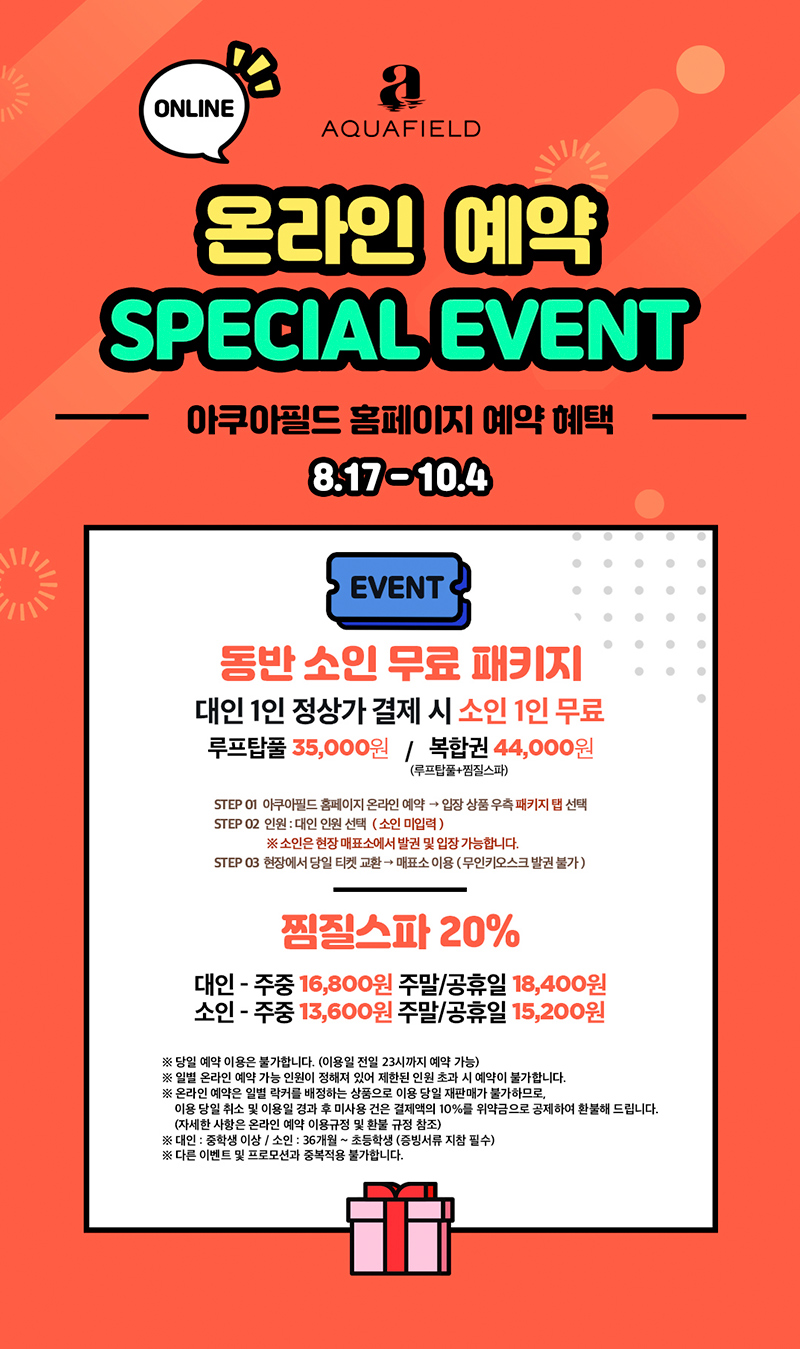 ONLINE
a
AQUAFIELD
온라인 예약
SPECIAL EVENT
아쿠아필드 홈페이지 예약 혜택
8.17 - 10.4
EVENT
동반 소인 무료 패키지
대인 1인 정상가 결제 시 소인 1인 무료
루프탑풀 35,000원 / 복합권 44,000원
(루프탑풀+찜질스파)
STEP 01 아쿠아필드 홈페이지 온라인 예약 → 입장 상품 우측 패키지 탭 선택
STEP 02 인원 : 대인 인원 선택 ( 소인 미입력 )
※ 소인은 현장 매표소에서 발권 및 입장 가능합니다.
STEP 03 현장에서 당일 티켓 교환 → 매표소 이용 ( 무인키오스크 발권 불가 )
찜질스파 20%
대인 - 주중 16,800원 주말/공휴일 18,400원
소인 - 주중 13,600원 주말/공휴일 15,200원
※ 당일 예약 이용은 불가합니다. (이용일 전일 23시까지 예약 가능)
※ 일별 온라인 예약 가능 인원이 정해져 있어 제한된 인원 초과 시 예약이 불가합니다.
※ 온라인 예약은 일별 락커를 배정하는 상품으로 이용 당일 재판매가 불가하므로,
이용 당일 취소 및 이용일 경과 후 미사용 건은 결제액의 10%를 위약금으로 공제하여 환불해 드립니다.
(자세한 사항은 온라인 예약 이용규정 및 환불 규정 참조)
※ 대인 : 중학생 이상 / 소인 : 36개월 ~ 초등학생 (증빙서류 지참 필수)
※ 다른 이벤트 및 프로모션과 중복적용 불가합니다.